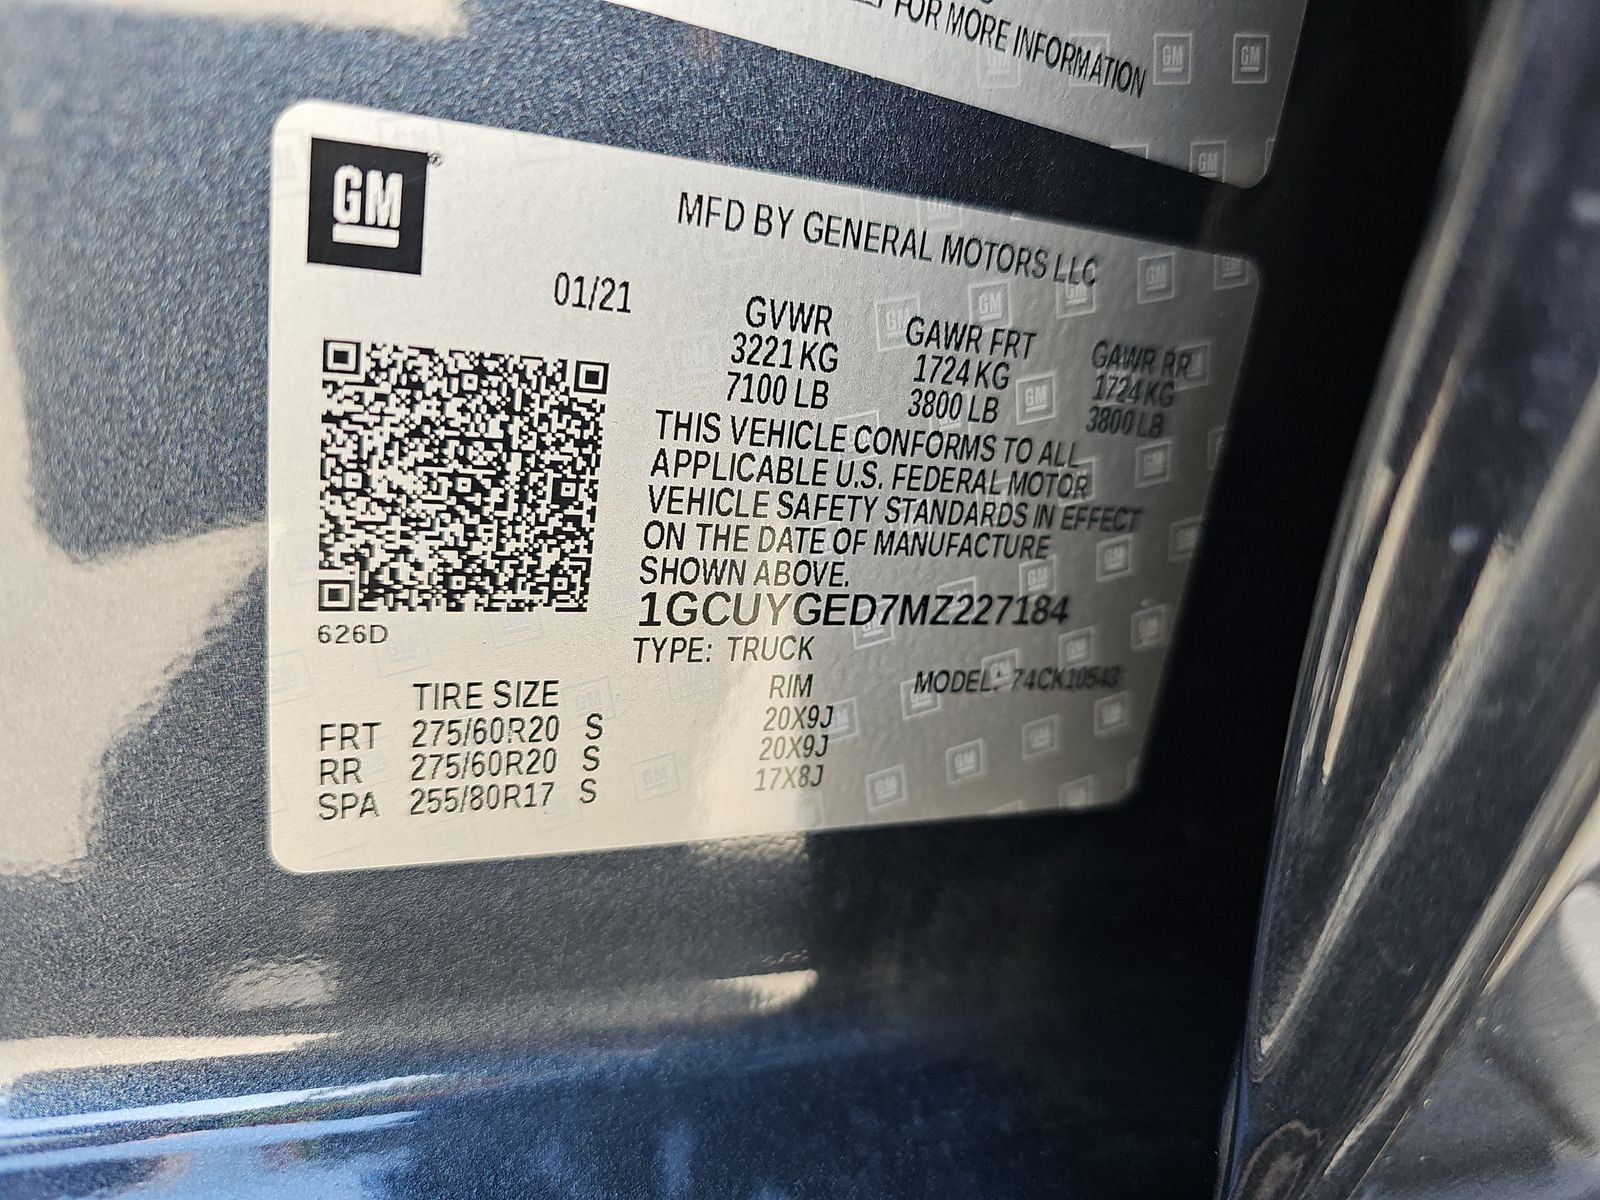 FOR MORE INFORMATION
GM®
MFD BY GENERAL MOTORS LLC
01/21
GVWR GAWR FRT GAWR RR
3221 KG 1724 KG 1724 KG
7100 LB 3800 LB 3800 LB
THIS VEHICLE CONFORMS TO ALL
APPLICABLE U.S. FEDERAL MOTOR
VEHICLE SAFETY STANDARDS IN EFFECT
ON THE DATE OF MANUFACTURE
SHOWN ABOVE.
1GCUYGED7MZ227184
626D
TYPE: TRUCK
MODEL: 74CK10543
TIRE SIZE RIM
FRT 275/60R20 S 20X9J
RR 275/60R20 S 20X9J
SPA 255/80R17 S 17X8J